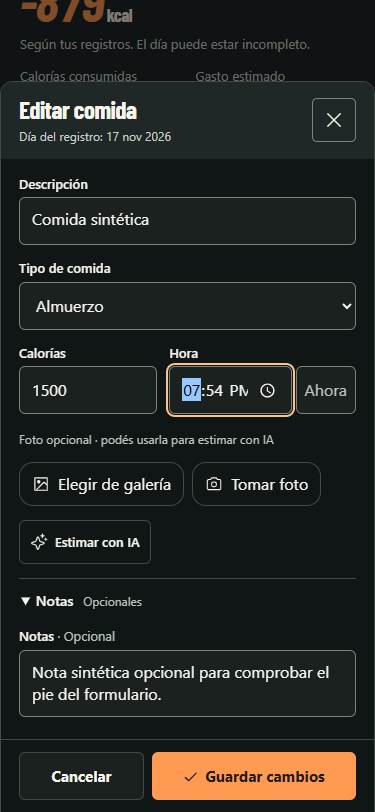 -879 kcal
Según tus registros. El día puede estar incompleto.
Calorías consumidas Gasto estimado
Editar comida
Día del registro: 17 nov 2026
Descripción
Comida sintética
Tipo de comida
Almuerzo
Calorías Hora
1500 07:54 PM Ahora
Foto opcional · podés usarla para estimar con IA
Elegir de galería Tomar foto
Estimar con IA
Notas Opcionales
Notas · Opcional
Nota sintética opcional para comprobar el
pie del formulario.
Cancelar Guardar cambios